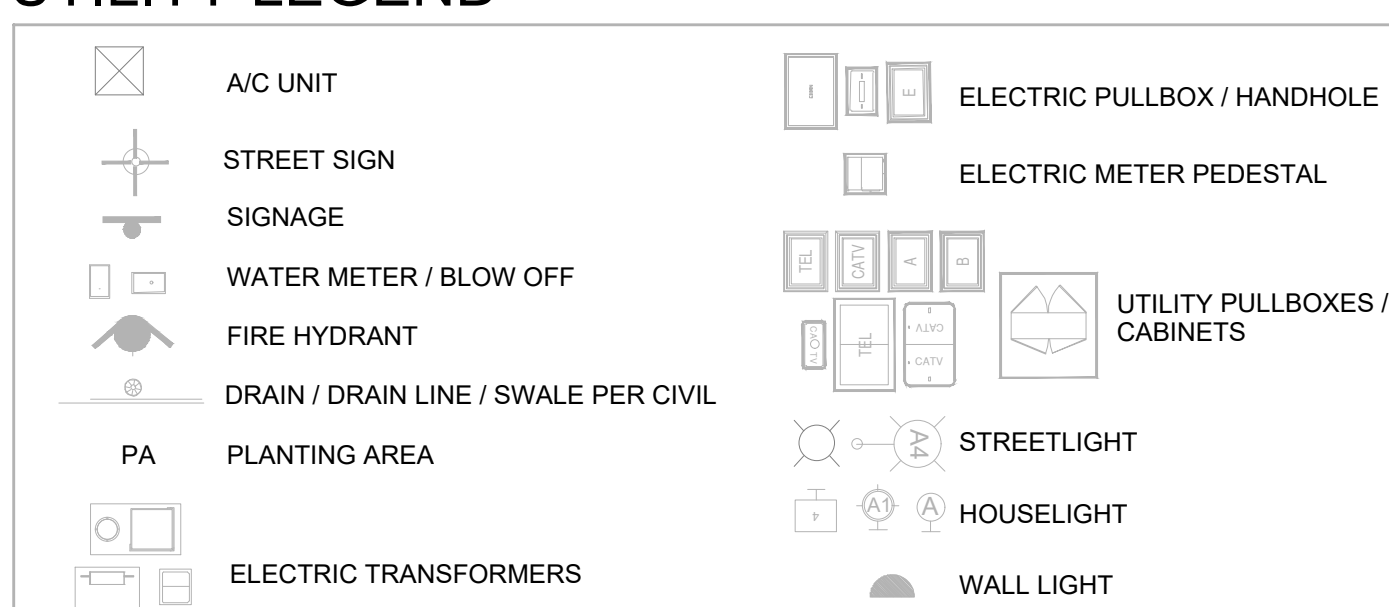 UTILITY LEGEND
A/C UNIT
STREET SIGN
SIGNAGE
WATER METER / BLOW OFF
FIRE HYDRANT
DRAIN / DRAIN LINE / SWALE PER CIVIL
PA PLANTING AREA
ELECTRIC TRANSFORMERS
E ELECTRIC PULLBOX / HANDHOLE
ELECTRIC METER PEDESTAL
TEL CATV A B
CATV
TEL
CATV
CATV
UTILITY PULLBOXES /
CABINETS
A4 STREETLIGHT
4 A1 A HOUSELIGHT
WALL LIGHT